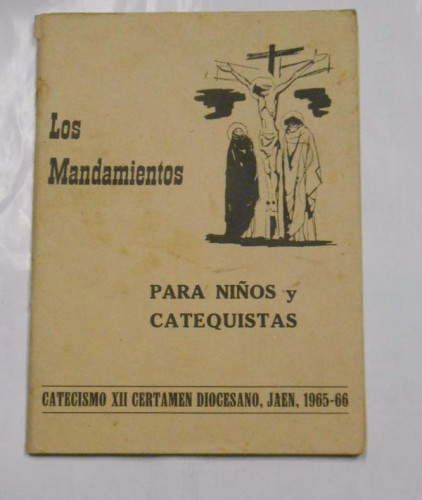 Los
Mandamientos
PARA NIÑOS y
CATEQUISTAS
CATECISMO XII CERTAMEN DIOCESANO, JAEN, 1965-66